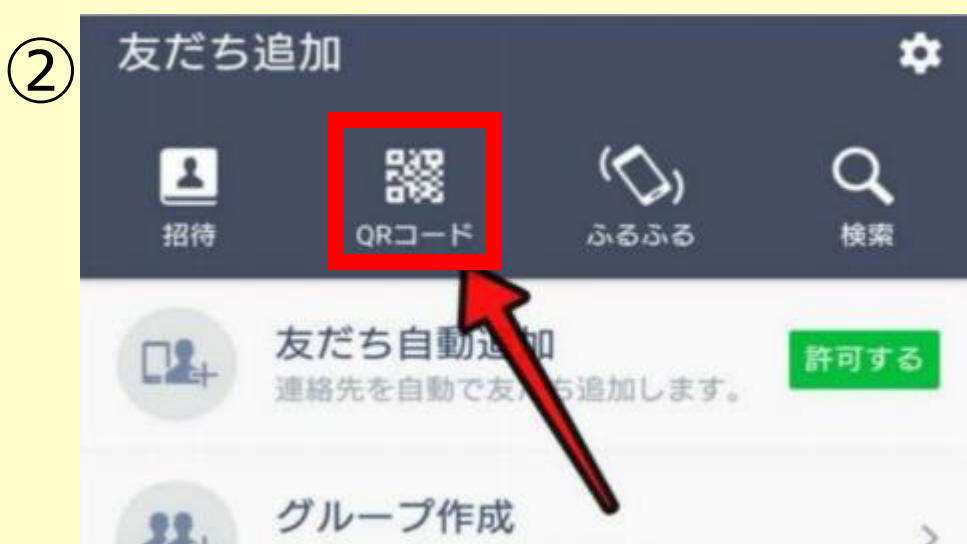 ②
友だち追加
招待
QRコード
ふるふる
検索
友だち自動追加
連絡先を自動で友だち追加します。
許可する
グループ作成